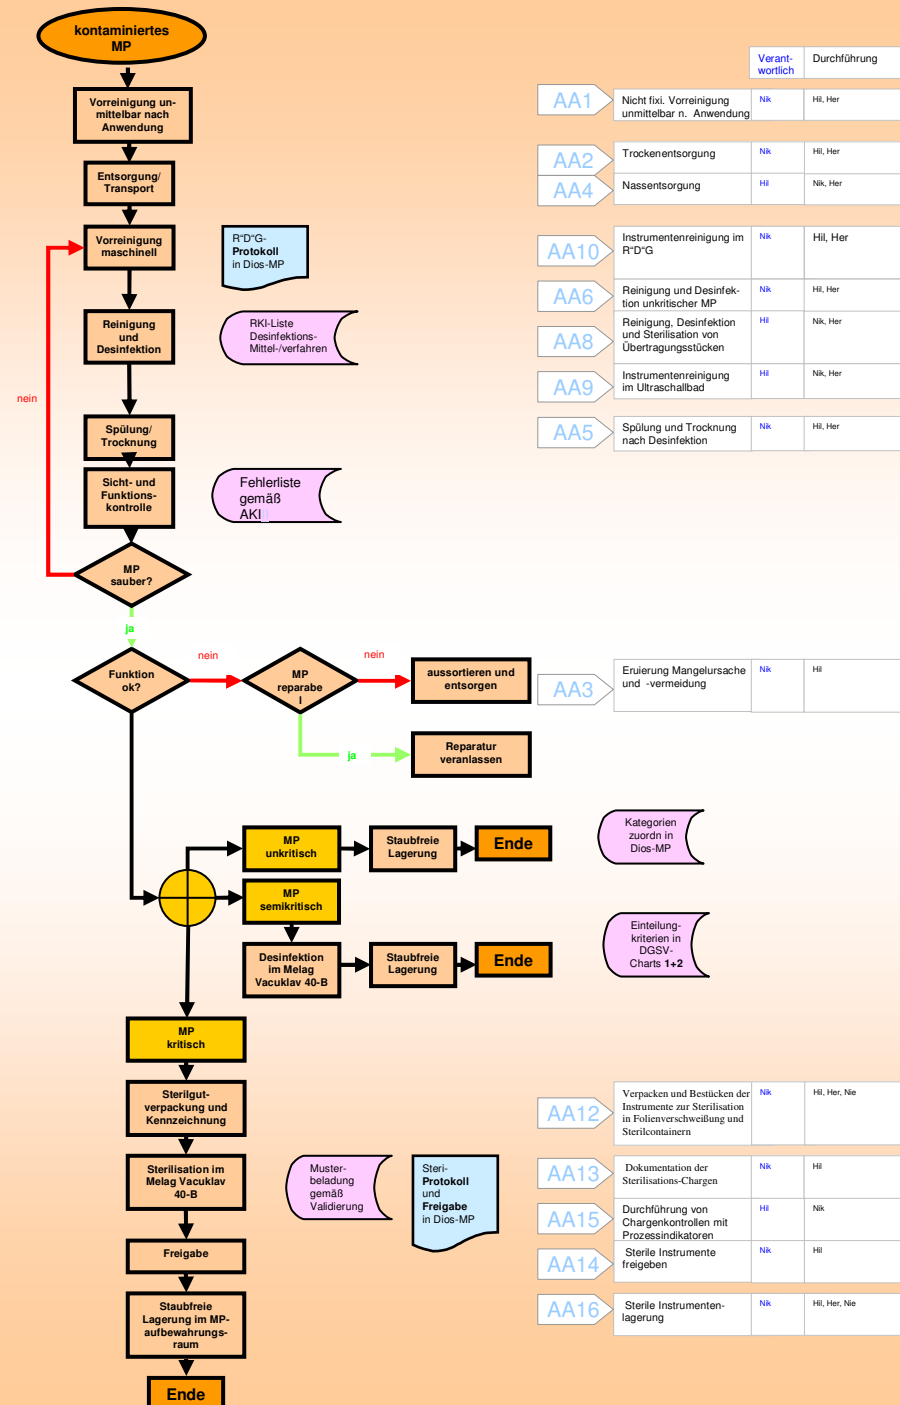 kontaminiertes
MP
Verant-
wortlich
Durchführung
Vorreinigung un-
mittelbar nach
Anwendung
AA1
Nicht fixi. Vorreinigung
unmittelbar n. Anwendung
Nik
Hil, Her
Entsorgung/
Transport
AA2
Trockenentsorgung
Nik
Hil, Her
AA4
Nassentsorgung
Hil
Nik, Her
Vorreinigung
maschinell
R“D“G-
Protokoll
in Dios-MP
AA10
Instrumentenreinigung im
R“D“G
Nik
Hil, Her
AA6
Reinigung und Desinfek-
tion unkritischer MP
Nik
Hil, Her
Reinigung
und
Desinfektion
RKI-Liste
Desinfektions-
Mittel-/verfahren
AA8
Reinigung, Desinfektion
und Sterilisation von
Übertragungsstücken
Hil
Nik, Her
AA9
Instrumentenreinigung
im Ultraschallbad
Hil
Nik, Her
nein
Spülung/
Trocknung
AA5
Spülung und Trocknung
nach Desinfektion
Nik
Hil, Her
Sicht- und
Funktions-
kontrolle
Fehlerliste
gemäß
AKI
MP
sauber?
ja
Funktion
ok?
nein
MP
reparabe
l
nein
aussortieren und
entsorgen
AA3
Eruierung Mangelursache
und -vermeidung
Nik
Hil
ja
Reparatur
veranlassen
MP
unkritisch
Staubfreie
Lagerung
Ende
Kategorien
zuordn in
Dios-MP
MP
semikritisch
Desinfektion
im Melag
Vacuklav 40-B
Staubfreie
Lagerung
Ende
Einteilung-
kriterien in
DGSV-
Charts 1+2
MP
kritisch
Sterilgut-
verpackung und
Kennzeichnung
AA12
Verpacken und Bestücken der
Instrumente zur Sterilisation
in Folienverschweißung und
Sterilcontainern
Nik
Hil, Her, Nie
Sterilisation im
Melag Vacuklav
40-B
Muster-
beladung
gemäß
Validierung
Steri-
Protokoll
und
Freigabe
in Dios-MP
AA13
Dokumentation der
Sterilisations-Chargen
Nik
Hil
AA15
Durchführung von
Chargenkontrollen mit
Prozessindikatoren
Hil
Nik
Freigabe
AA14
Sterile Instrumente
freigeben
Nik
Hil
Staubfreie
Lagerung im MP-
aufbewahrungs-
raum
AA16
Sterile Instrumenten-
lagerung
Nik
Hil, Her, Nie
Ende